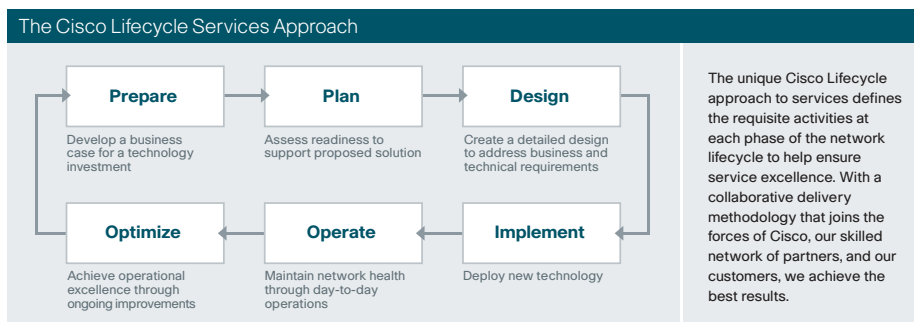 The Cisco Lifecycle Services Approach
Prepare
Develop a business
case for a technology
investment
Plan
Assess readiness to
support proposed solution
Design
Create a detailed design
to address business and
technical requirements
Implement
Deploy new technology
Operate
Maintain network health
through day-to-day
operations
Optimize
Achieve operational
excellence through
ongoing improvements
The unique Cisco Lifecycle
approach to services defines
the requisite activities at
each phase of the network
lifecycle to help ensure
service excellence. With a
collaborative delivery
methodology that joins the
forces of Cisco, our skilled
network of partners, and our
customers, we achieve the
best results.